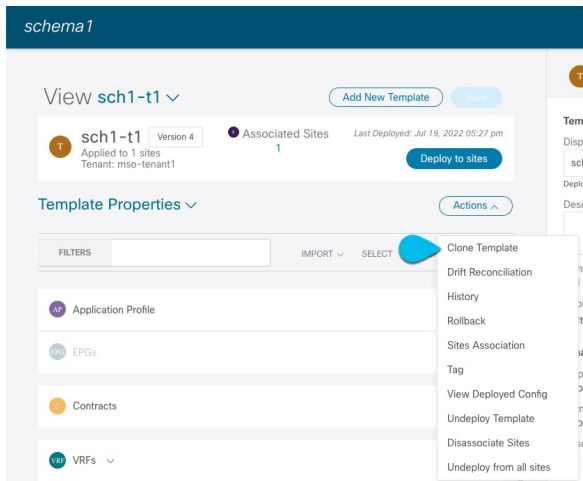 schema1
View sch1-t1
Add New Template
Save
T
sch1-t1
Version 4
Applied to 1 sites
Tenant: mso-tenant1
Associated Sites
1
Last Deployed: Jul 19, 2022 05:27 pm
Deploy to sites
Template Properties
Actions
FILTERS
IMPORT
SELECT
Clone Template
Drift Reconciliation
History
Rollback
Sites Association
Tag
View Deployed Config
Undeploy Template
Disassociate Sites
Undeploy from all sites
AP
Application Profile
EPG
EPGs
C
Contracts
VRF
VRFs
T
Tem
Disp
sc
Deplo
Desc